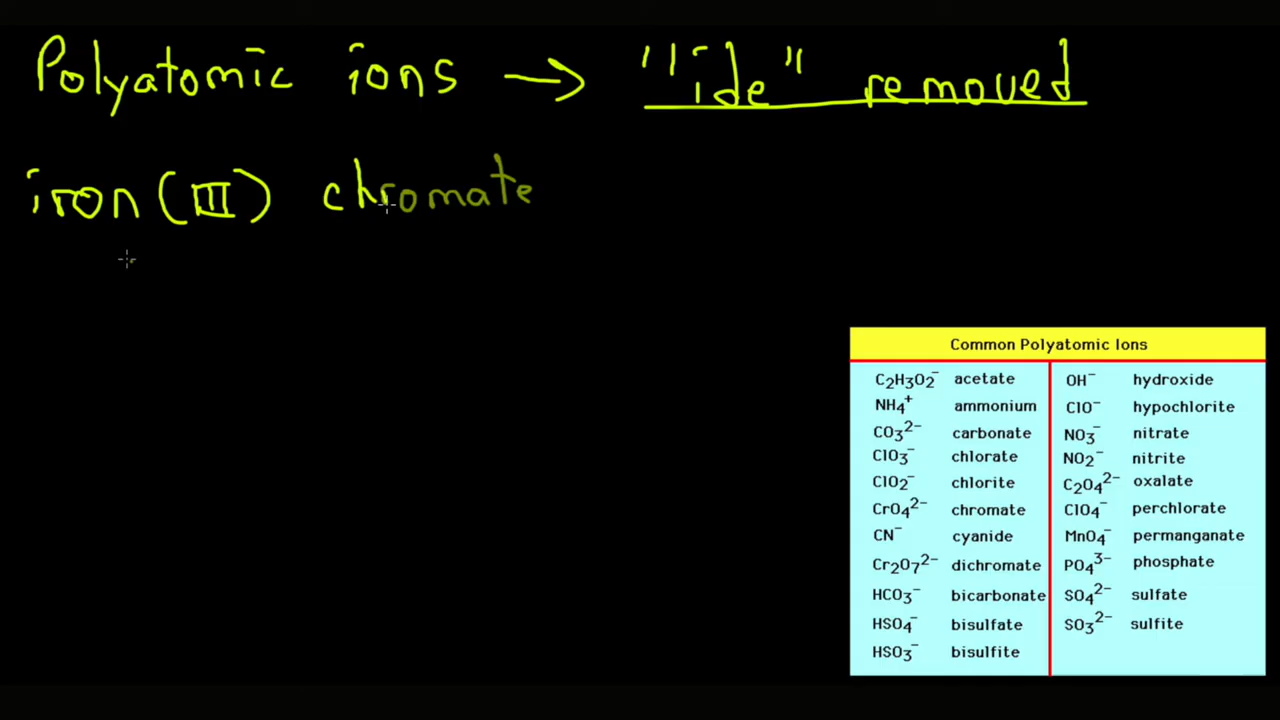 Polyatomic ions → "ide" removed
iron (III) chromate
Common Polyatomic Ions
C₂H₃O₂⁻ acetate
NH₄⁺ ammonium
CO₃²⁻ carbonate
ClO₃⁻ chlorate
ClO₂⁻ chlorite
CrO₄²⁻ chromate
CN⁻ cyanide
Cr₂O₇²⁻ dichromate
HCO₃⁻ bicarbonate
HSO₄⁻ bisulfate
HSO₃⁻ bisulfite
OH⁻ hydroxide
ClO⁻ hypochlorite
NO₃⁻ nitrate
NO₂⁻ nitrite
C₂O₄²⁻ oxalate
ClO₄⁻ perchlorate
MnO₄⁻ permanganate
PO₄³⁻ phosphate
SO₄²⁻ sulfate
SO₃²⁻ sulfite